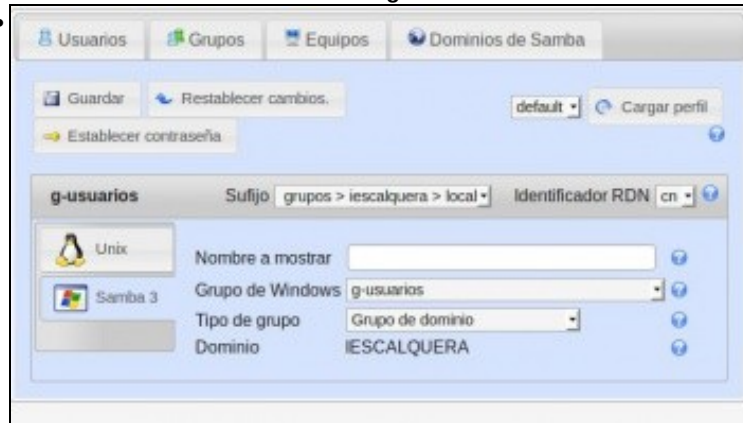 Usuarios Grupos Equipos Dominios de Samba
Guardar Restablecer cambios. default Cargar perfil
Establecer contraseña
g-usuarios Sufijo grupos > iescalquera > local Identificador RDN cn
Unix
Samba 3
Nombre a mostrar
Grupo de Windows g-usuarios
Tipo de grupo Grupo de dominio
Dominio IESCALQUERA